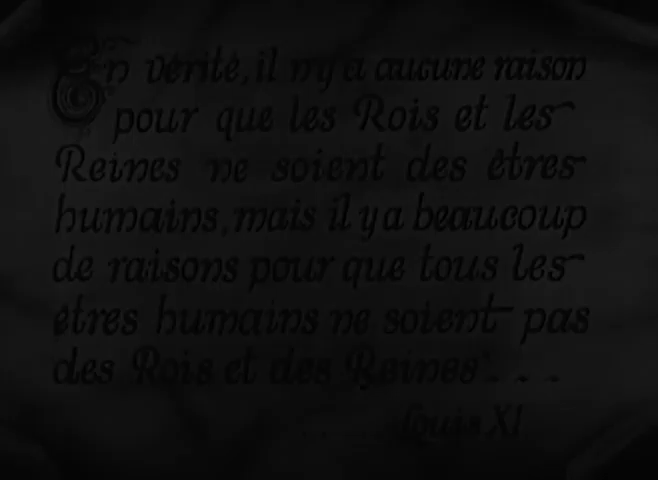 En vérité, il n'y a aucune raison
pour que les Rois et les
Reines ne soient des êtres
humains, mais il y a beaucoup
de raisons pour que tous les
êtres humains ne soient pas
des Rois et des Reines . . .
Louis XI